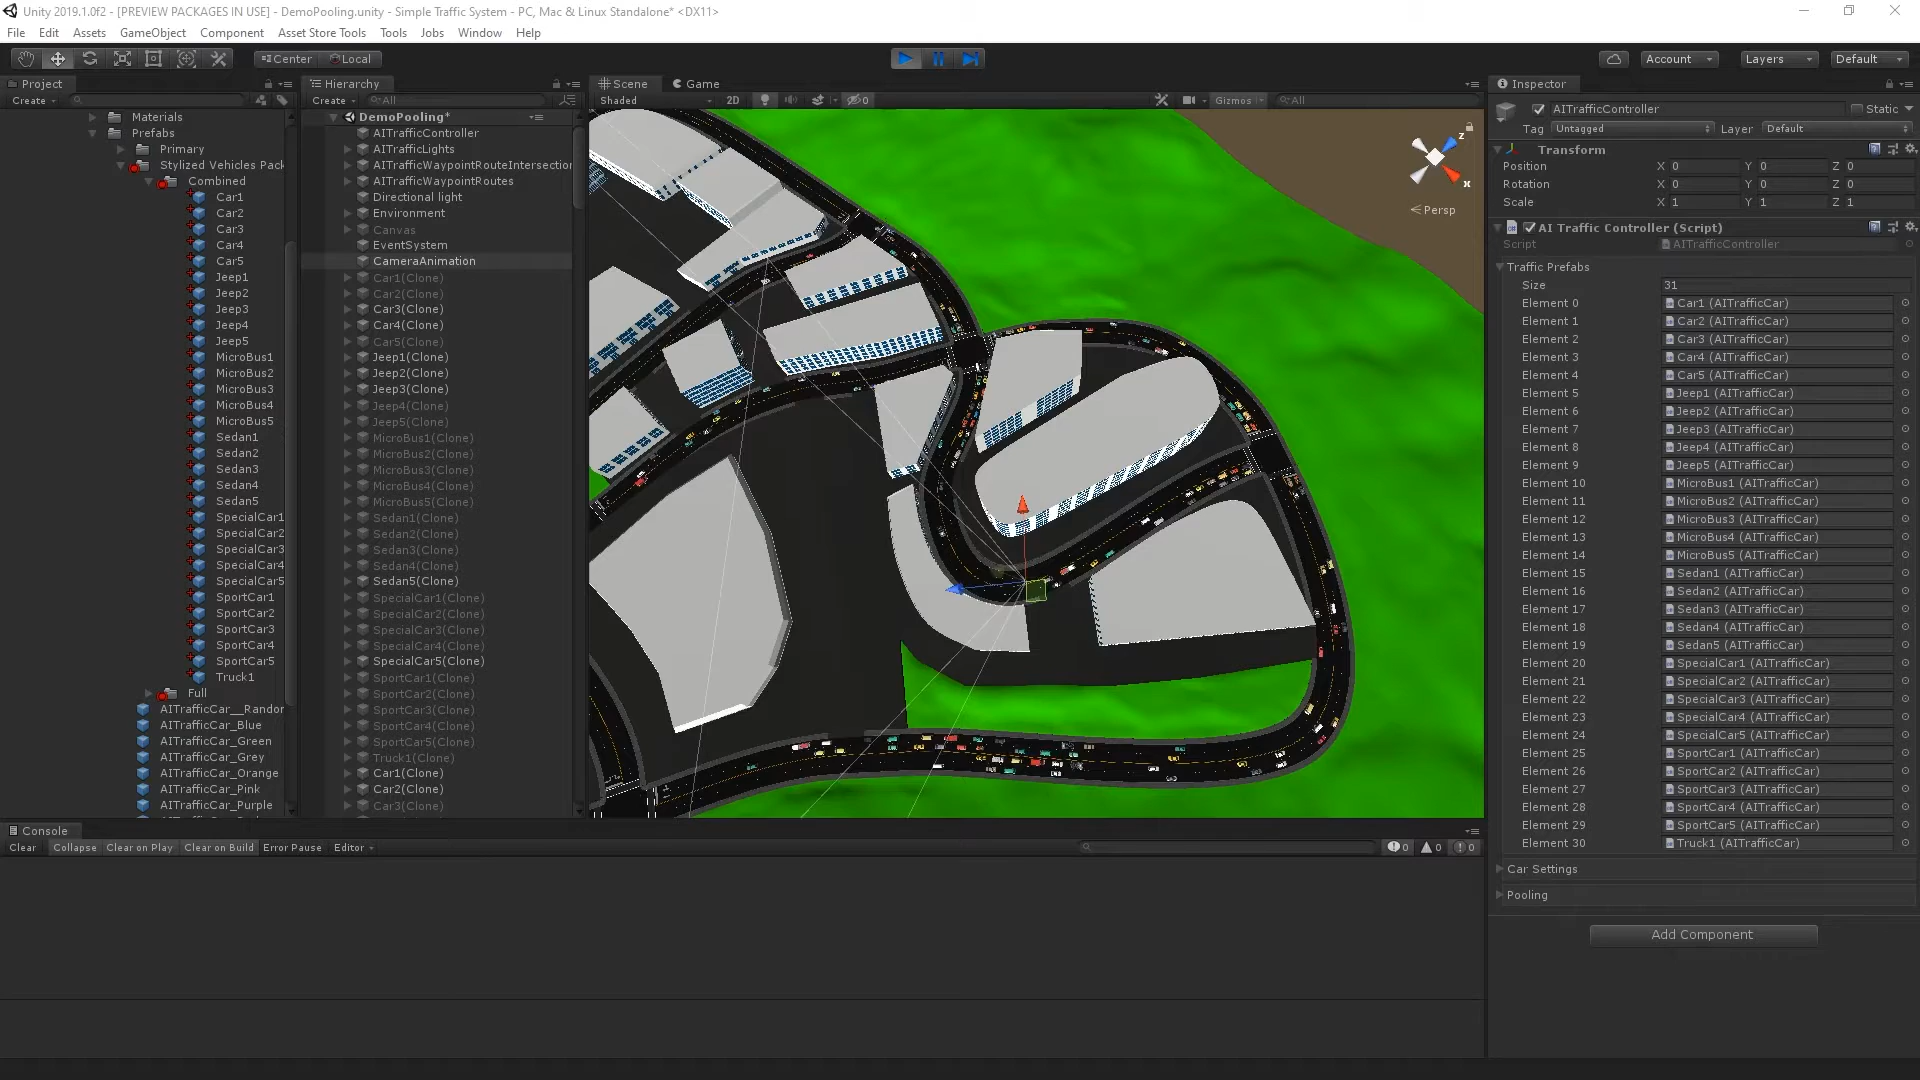 Unity 2019.1.0f2 - [PREVIEW PACKAGES IN USE] - DemoPooling.unity - Simple Traffic System - PC, Mac & Linux Standalone* <DX11>
File Edit Assets GameObject Component Asset Store Tools Tools Jobs Window Help
Center Local Account Layers Default
Project
Create
Materials
Prefabs
Primary
Stylized Vehicles Pack
Combined
Car1
Car2
Car3
Car4
Car5
Jeep1
Jeep2
Jeep3
Jeep4
Jeep5
MicroBus1
MicroBus2
MicroBus3
MicroBus4
MicroBus5
Sedan1
Sedan2
Sedan3
Sedan4
Sedan5
SpecialCar1
SpecialCar2
SpecialCar3
SpecialCar4
SpecialCar5
SportCar1
SportCar2
SportCar3
SportCar4
SportCar5
Truck1
Full
AITrafficCar__Randor
AITrafficCar_Blue
AITrafficCar_Green
AITrafficCar_Grey
AITrafficCar_Orange
AITrafficCar_Pink
AITrafficCar_Purple
Hierarchy
Create All
DemoPooling*
AITrafficController
AITrafficLights
AITrafficWaypointRouteIntersection
AITrafficWaypointRoutes
Directional light
Environment
Canvas
EventSystem
CameraAnimation
Car1(Clone)
Car2(Clone)
Car3(Clone)
Car4(Clone)
Car5(Clone)
Jeep1(Clone)
Jeep2(Clone)
Jeep3(Clone)
Jeep4(Clone)
Jeep5(Clone)
MicroBus1(Clone)
MicroBus2(Clone)
MicroBus3(Clone)
MicroBus4(Clone)
MicroBus5(Clone)
Sedan1(Clone)
Sedan2(Clone)
Sedan3(Clone)
Sedan4(Clone)
Sedan5(Clone)
SpecialCar1(Clone)
SpecialCar2(Clone)
SpecialCar3(Clone)
SpecialCar4(Clone)
SpecialCar5(Clone)
SportCar1(Clone)
SportCar2(Clone)
SportCar3(Clone)
SportCar4(Clone)
SportCar5(Clone)
Truck1(Clone)
Car1(Clone)
Car2(Clone)
Car3(Clone)
Scene Game
Shaded 2D 0 Gizmos All
z
x
Persp
Inspector
AITrafficController Static
Tag Untagged Layer Default
Transform
Position X 0 Y 0 Z 0
Rotation X 0 Y 0 Z 0
Scale X 1 Y 1 Z 1
AI Traffic Controller (Script)
Script AITrafficController
Traffic Prefabs
Size 31
Element 0 Car1 (AITrafficCar)
Element 1 Car2 (AITrafficCar)
Element 2 Car3 (AITrafficCar)
Element 3 Car4 (AITrafficCar)
Element 4 Car5 (AITrafficCar)
Element 5 Jeep1 (AITrafficCar)
Element 6 Jeep2 (AITrafficCar)
Element 7 Jeep3 (AITrafficCar)
Element 8 Jeep4 (AITrafficCar)
Element 9 Jeep5 (AITrafficCar)
Element 10 MicroBus1 (AITrafficCar)
Element 11 MicroBus2 (AITrafficCar)
Element 12 MicroBus3 (AITrafficCar)
Element 13 MicroBus4 (AITrafficCar)
Element 14 MicroBus5 (AITrafficCar)
Element 15 Sedan1 (AITrafficCar)
Element 16 Sedan2 (AITrafficCar)
Element 17 Sedan3 (AITrafficCar)
Element 18 Sedan4 (AITrafficCar)
Element 19 Sedan5 (AITrafficCar)
Element 20 SpecialCar1 (AITrafficCar)
Element 21 SpecialCar2 (AITrafficCar)
Element 22 SpecialCar3 (AITrafficCar)
Element 23 SpecialCar4 (AITrafficCar)
Element 24 SpecialCar5 (AITrafficCar)
Element 25 SportCar1 (AITrafficCar)
Element 26 SportCar2 (AITrafficCar)
Element 27 SportCar3 (AITrafficCar)
Element 28 SportCar4 (AITrafficCar)
Element 29 SportCar5 (AITrafficCar)
Element 30 Truck1 (AITrafficCar)
Car Settings
Pooling
Add Component
Console
Clear Collapse Clear on Play Clear on Build Error Pause Editor 0 0 0